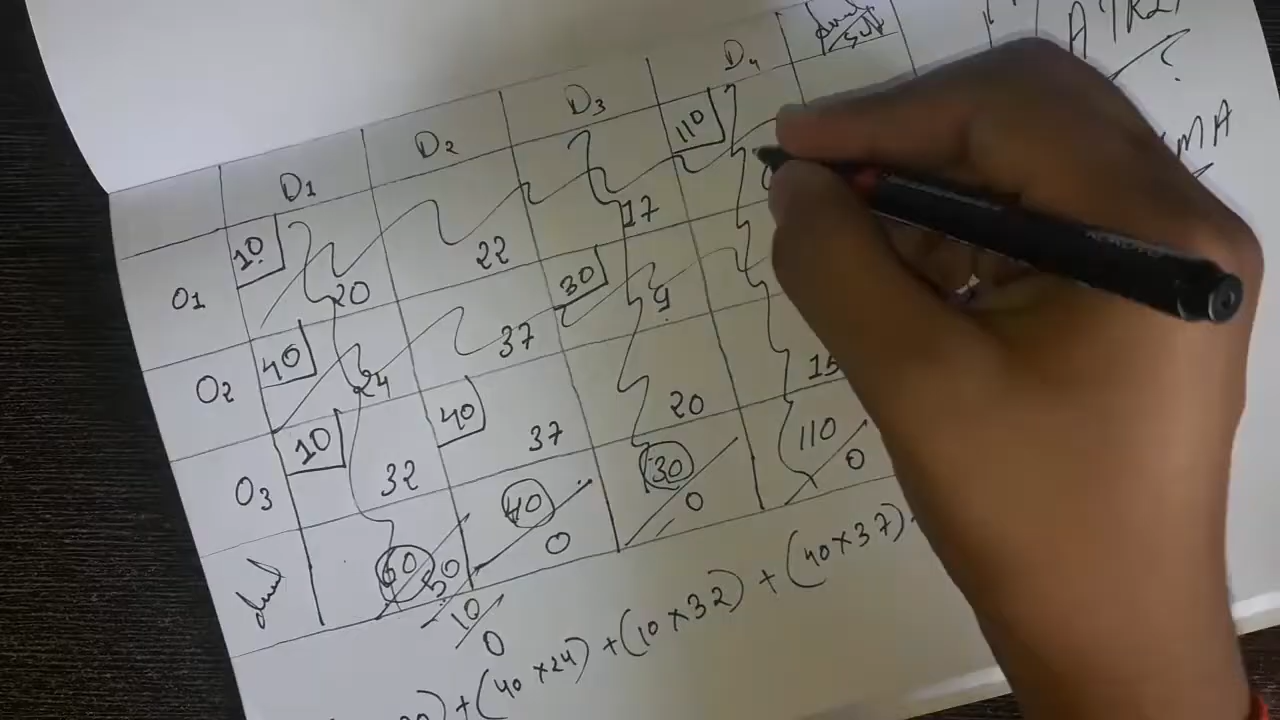 D1 D2 D3 D4
A
MA
10 110
O1 20 22 17
40 30
O2 24 37 9
10 40
O3 32 37 20 15
60 50 40 30 110
10 0 0 0 0
+ (40 x 24) + (10 x 32) + (40 x 37)